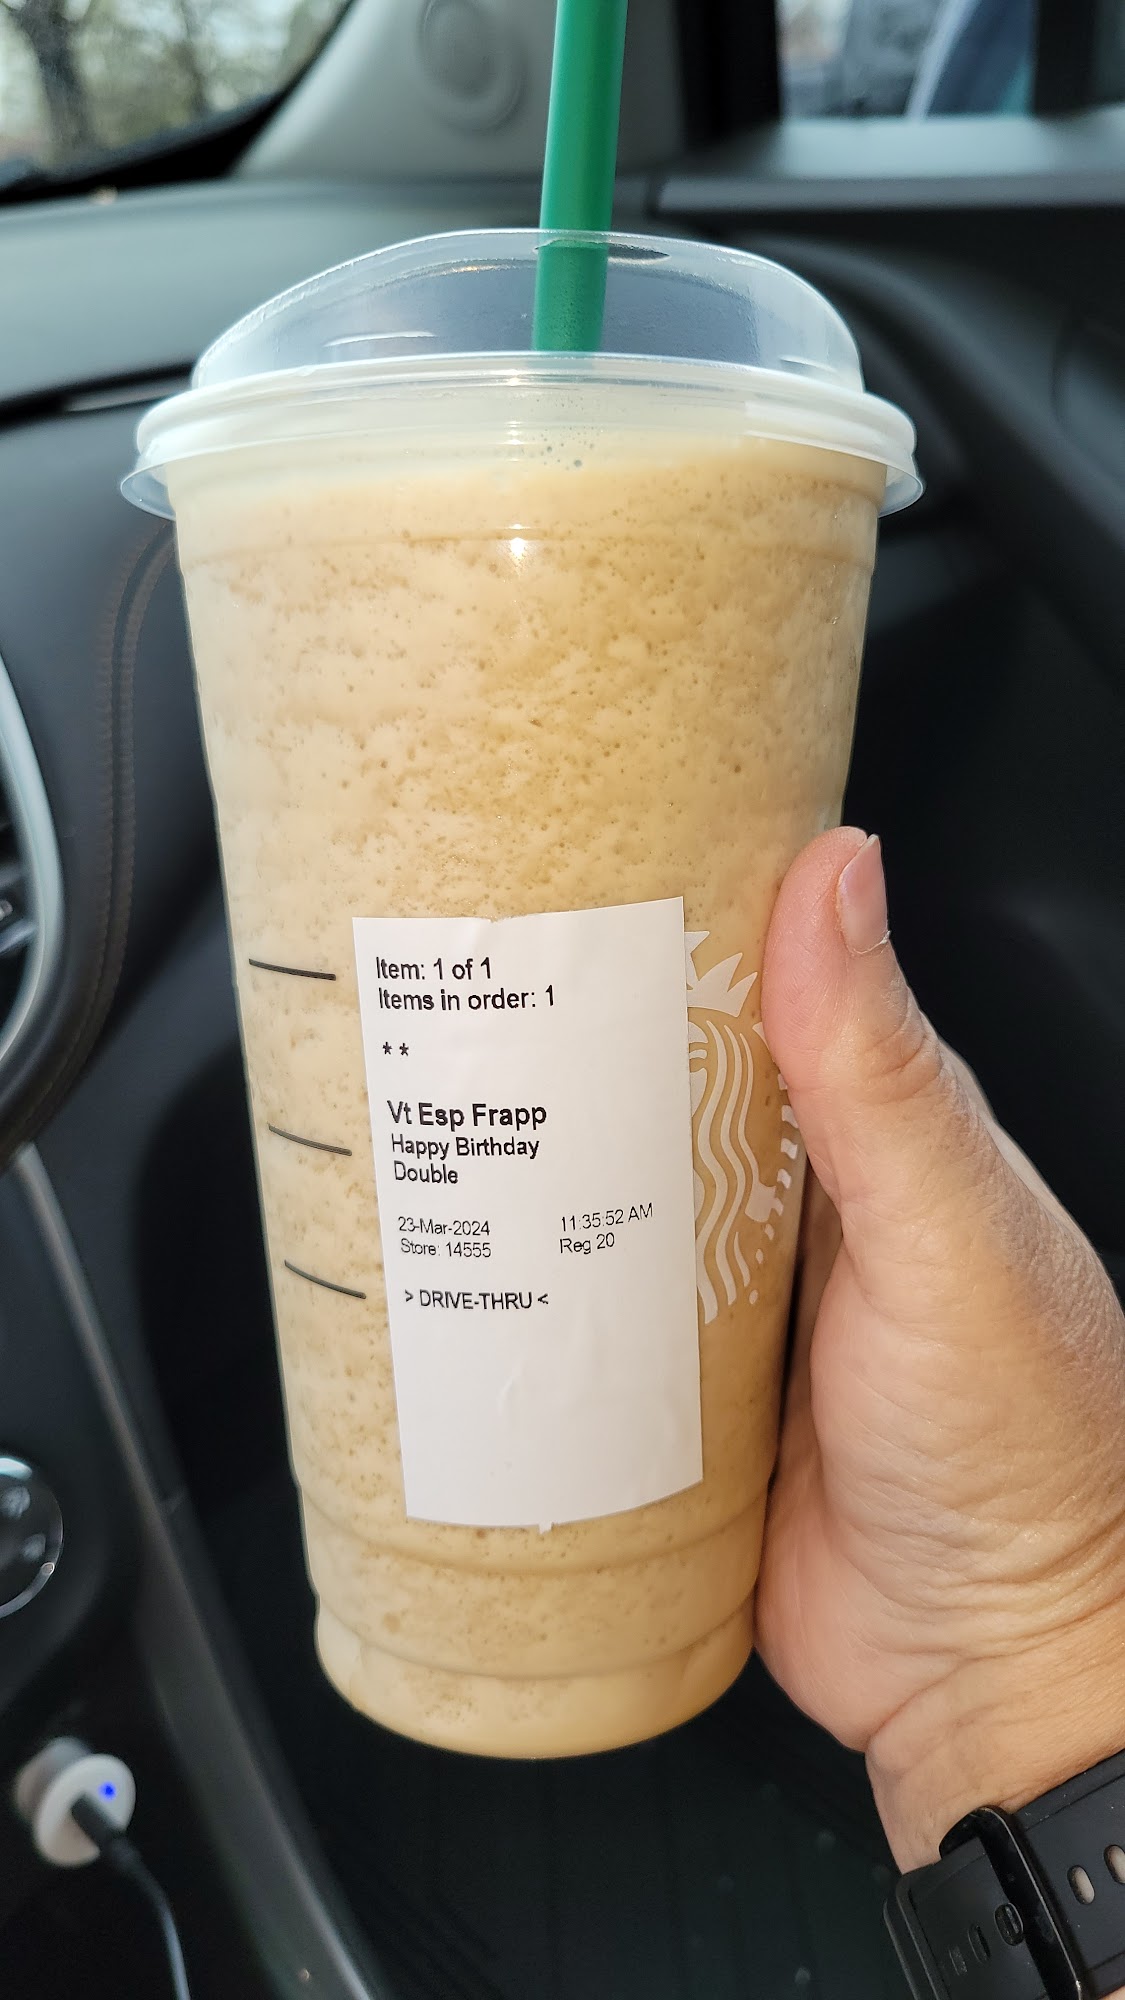 Item: 1 of 1
Items in order: 1
* *
Vt Esp Frapp
Happy Birthday
Double
23-Mar-2024 11:35:52 AM
Store: 14555 Reg 20
> DRIVE-THRU <